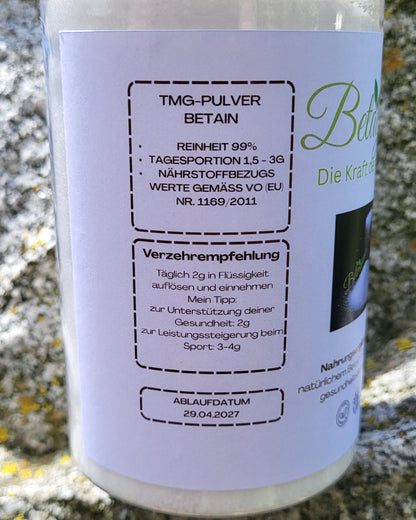 TMG-PULVER
BETAIN
• REINHEIT 99%
• TAGESPORTION 1,5 - 3G
• NÄHRSTOFFBEZUGS
WERTE GEMÄSS VO (EU)
NR. 1169/2011
Verzehrempfehlung
Täglich 2g in Flüssigkeit
auflösen und einnehmen
Mein Tipp:
zur Unterstützung deiner
Gesundheit: 2g
zur Leistungssteigerung beim
Sport: 3-4g
ABLAUFDATUM
29.04.2027
Die Kraft